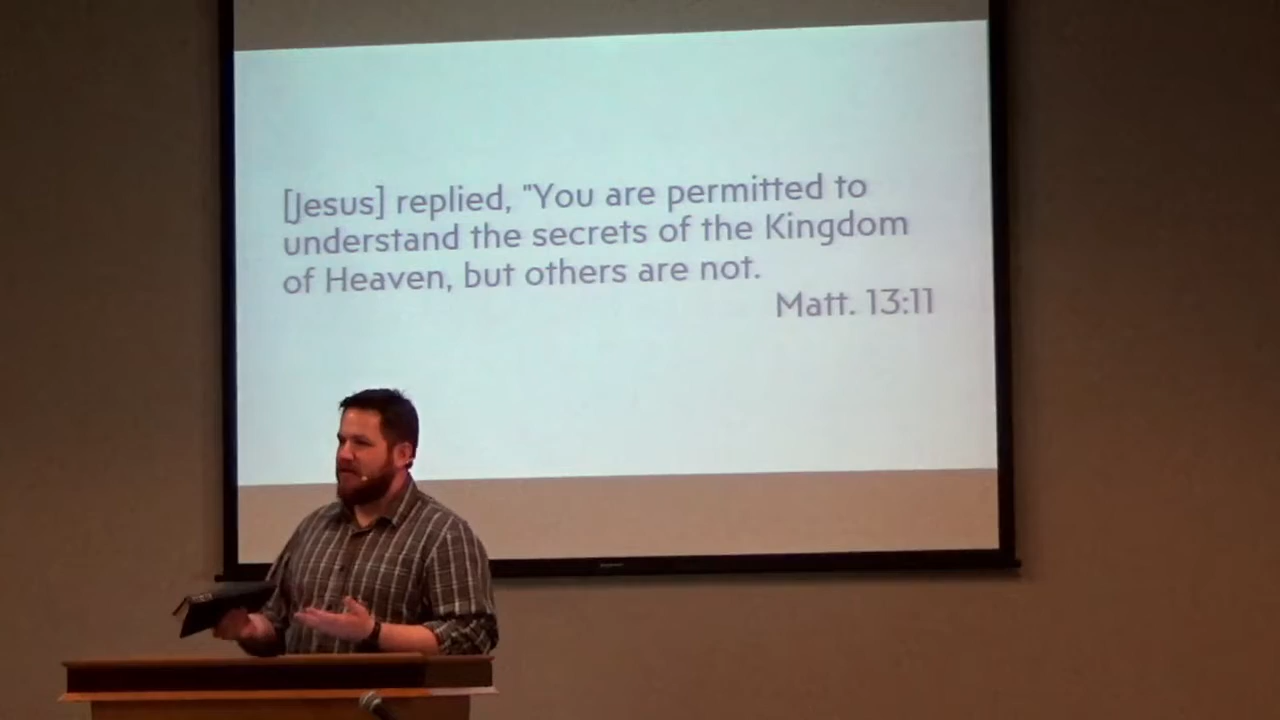 [Jesus] replied, "You are permitted to
understand the secrets of the Kingdom
of Heaven, but others are not.
Matt. 13:11